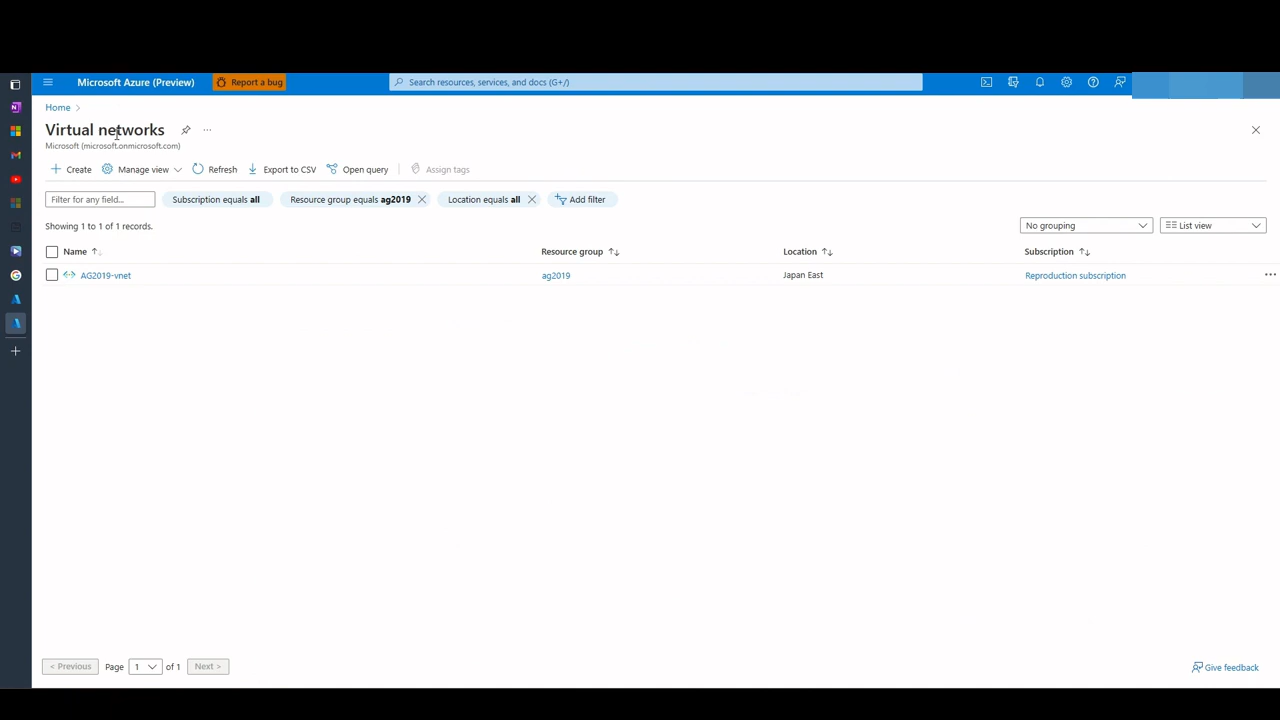 Microsoft Azure (Preview) Report a bug Search resources, services, and docs (G+/)
Home >
Virtual networks ...
Microsoft (microsoft.onmicrosoft.com)
+ Create Manage view Refresh Export to CSV Open query Assign tags
Filter for any field... Subscription equals all Resource group equals ag2019 Location equals all Add filter
Showing 1 to 1 of 1 records. No grouping List view
Name Resource group Location Subscription
AG2019-vnet ag2019 Japan East Reproduction subscription ...
< Previous Page 1 of 1 Next > Give feedback